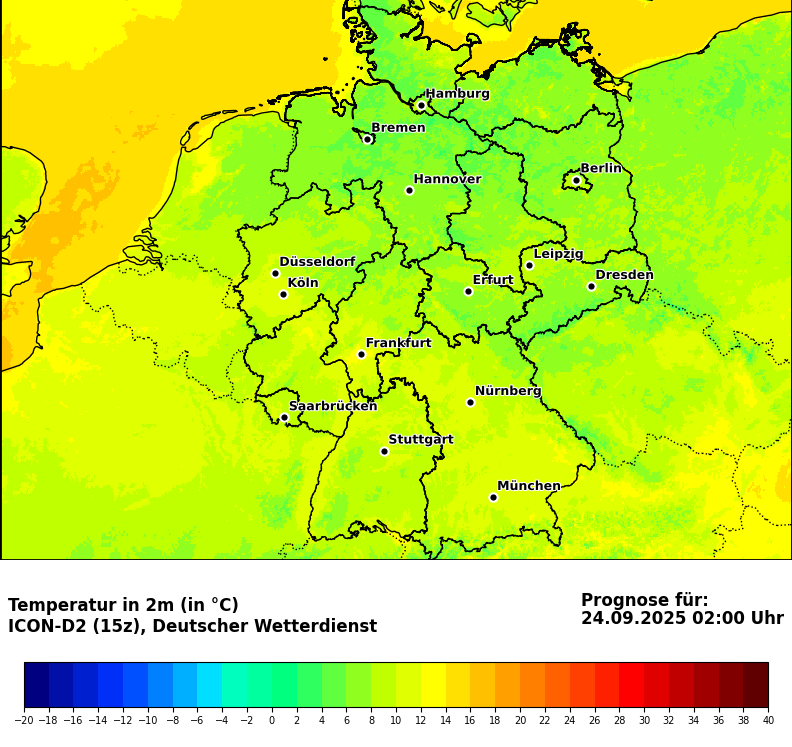 Hamburg
Bremen
Berlin
Hannover
Leipzig
Düsseldorf
Dresden
Köln
Erfurt
Frankfurt
Nürnberg
Saarbrücken
Stuttgart
München
Temperatur in 2m (in °C)
ICON-D2 (15z), Deutscher Wetterdienst
Prognose für:
24.09.2025 02:00 Uhr
−20 −18 −16 −14 −12 −10 −8 −6 −4 −2 0 2 4 6 8 10 12 14 16 18 20 22 24 26 28 30 32 34 36 38 40